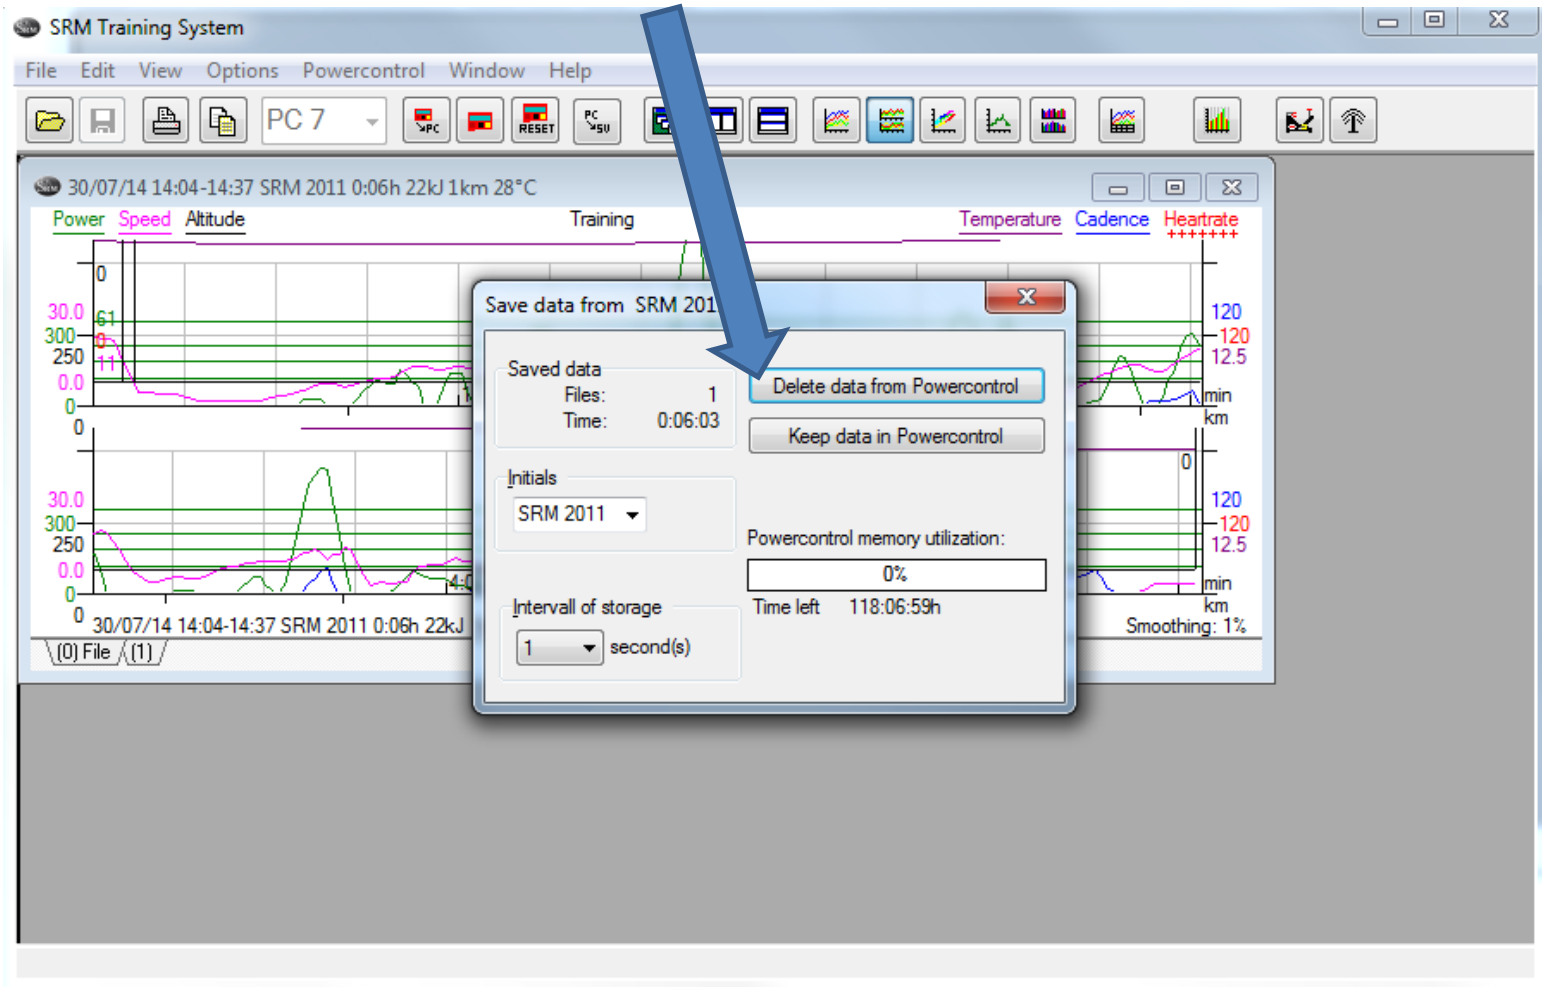 SRM Training System
File Edit View Options Powercontrol Window Help
PC 7
PC
RESET
PC
SU
30/07/14 14:04-14:37 SRM 2011 0:06h 22kJ 1km 28°C
Power Speed Altitude Training Temperature Cadence Heartrate
+++++++
0
30.0 61 120
300 0 120
250 11 12.5
0.0
0 min
km
0
0
30.0 120
300 120
250 12.5
0.0
0 min
0 km
30/07/14 14:04-14:37 SRM 2011 0:06h 22kJ Smoothing: 1%
(0) File (1)
Save data from SRM 201
Saved data
Files: 1
Time: 0:06:03
Delete data from Powercontrol
Keep data in Powercontrol
Initials
SRM 2011
Powercontrol memory utilization:
0%
Time left 118:06:59h
Intervall of storage
1 second(s)